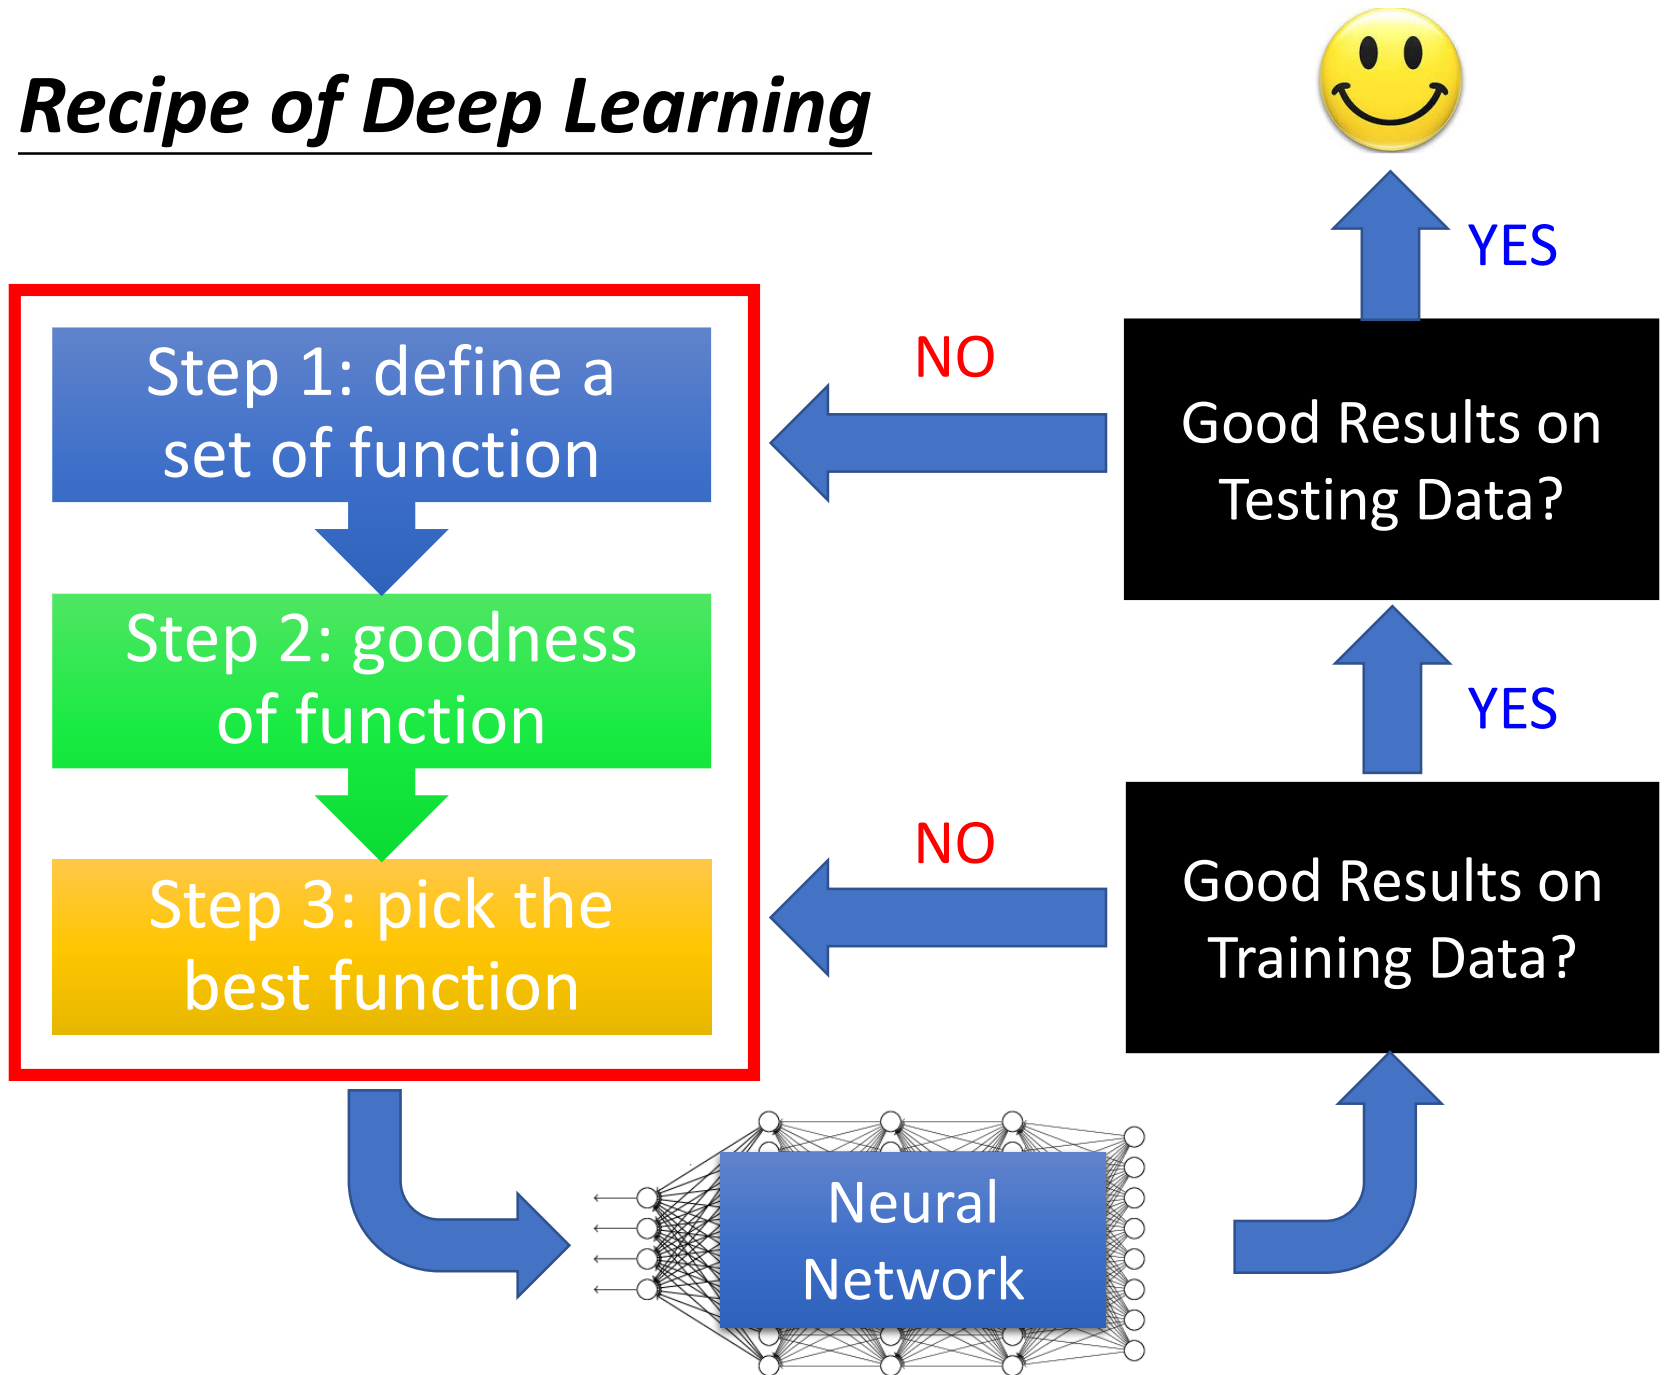 Recipe of Deep Learning
YES
Step 1: define a
set of function
NO
Good Results on
Testing Data?
Step 2: goodness
of function
YES
Step 3: pick the
best function
NO
Good Results on
Training Data?
Neural
Network